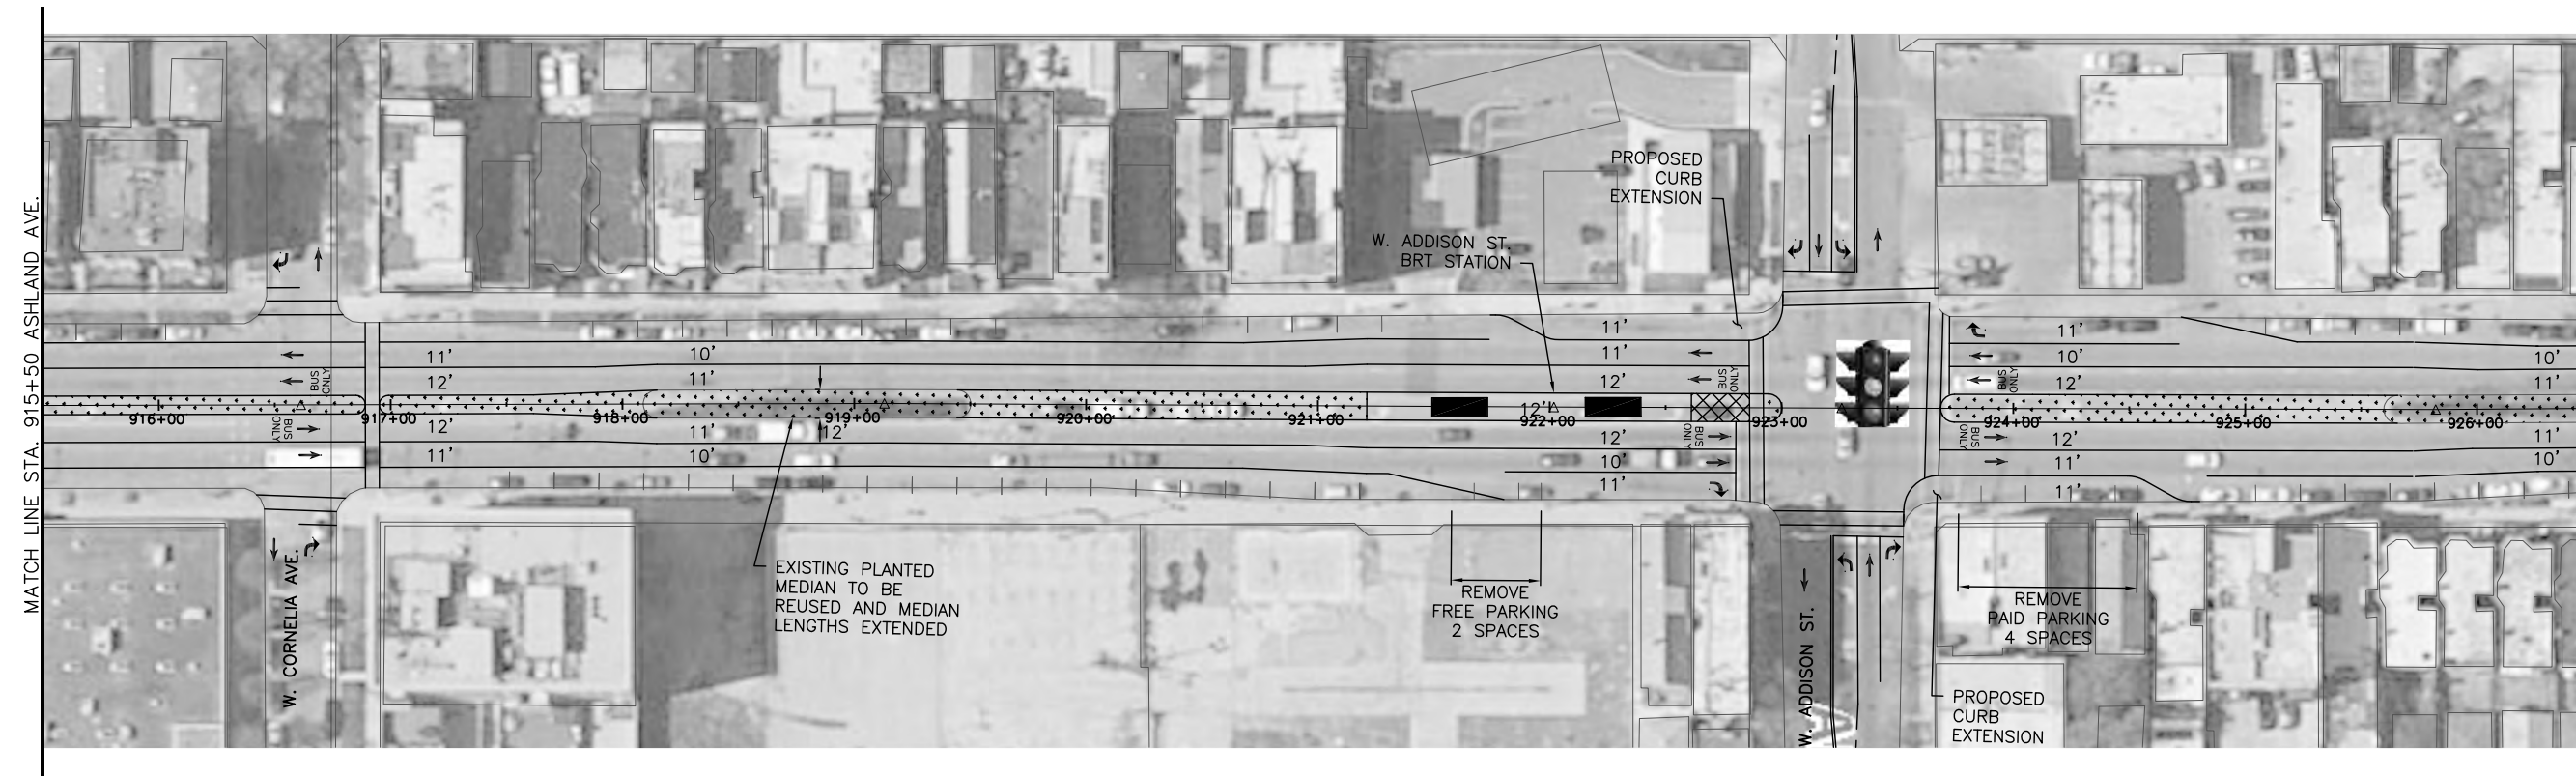 MATCH LINE STA. 915+50 ASHLAND AVE.
PROPOSED
CURB
EXTENSION
W. ADDISON ST.
BRT STATION
11'
11'
12'
10'
11'
11'
11'
12'
11'
10'
12'
10'
11'
BUS
ONLY
BUS
ONLY
BUS
ONLY
916+00
917+00
918+00
919+00
920+00
921+00
12'
922+00
923+00
924+00
925+00
926+00
BUS
ONLY
BUS
ONLY
BUS
ONLY
12'
11'
11'
10'
12'
12'
10'
11'
12'
11'
11'
11'
10'
EXISTING PLANTED
MEDIAN TO BE
REUSED AND MEDIAN
LENGTHS EXTENDED
REMOVE
FREE PARKING
2 SPACES
REMOVE
PAID PARKING
4 SPACES
W. CORNELIA AVE.
W. ADDISON ST.
PROPOSED
CURB
EXTENSION